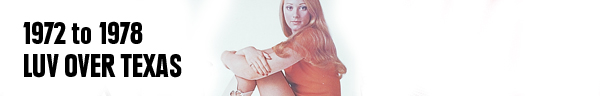 1972 to 1978
LUV OVER TEXAS